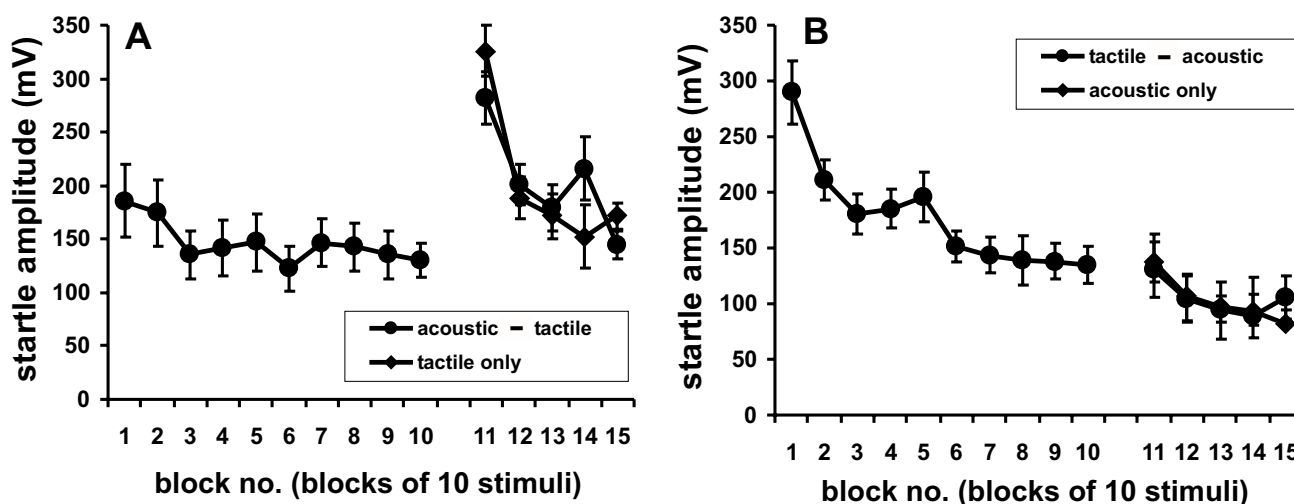 A
startle amplitude (mV)
350
300
250
200
150
100
50
0
1 2 3 4 5 6 7 8 9 10 11 12 13 14 15
block no. (blocks of 10 stimuli)
acoustic – tactile
tactile only
B
startle amplitude (mV)
350
300
250
200
150
100
50
0
1 2 3 4 5 6 7 8 9 10 11 12 13 14 15
block no. (blocks of 10 stimuli)
tactile – acoustic
acoustic only